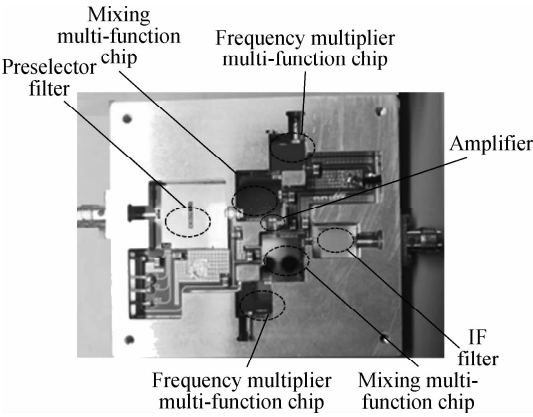 Mixing
multi-function
chip
Frequency multiplier
multi-function chip
Preselector
filter
Amplifier
IF
filter
Frequency multiplier
multi-function chip
Mixing multi-
function chip